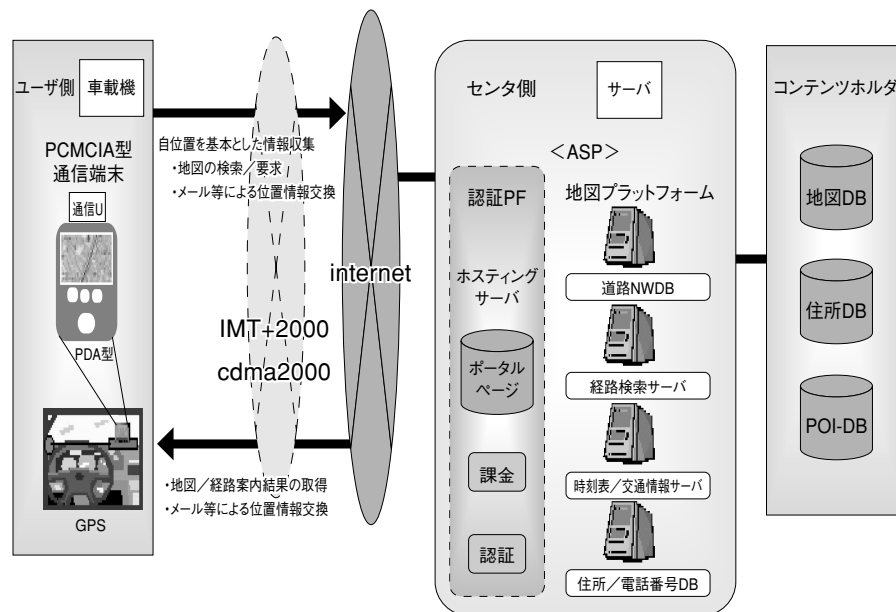 ユーザ側
車載機
PCMCIA型
通信端末
通信U
PDA型
GPS
自位置を基本とした情報収集
・地図の検索／要求
・メール等による位置情報交換
IMT+2000
cdma2000
internet
・地図／経路案内結果の取得
・メール等による位置情報交換
センタ側
サーバ
＜ASP＞
認証PF
ホスティング
サーバ
ポータル
ページ
課金
認証
地図プラットフォーム
道路NWDB
経路検索サーバ
時刻表／交通情報サーバ
住所／電話番号DB
コンテンツホルダ
地図DB
住所DB
POI-DB